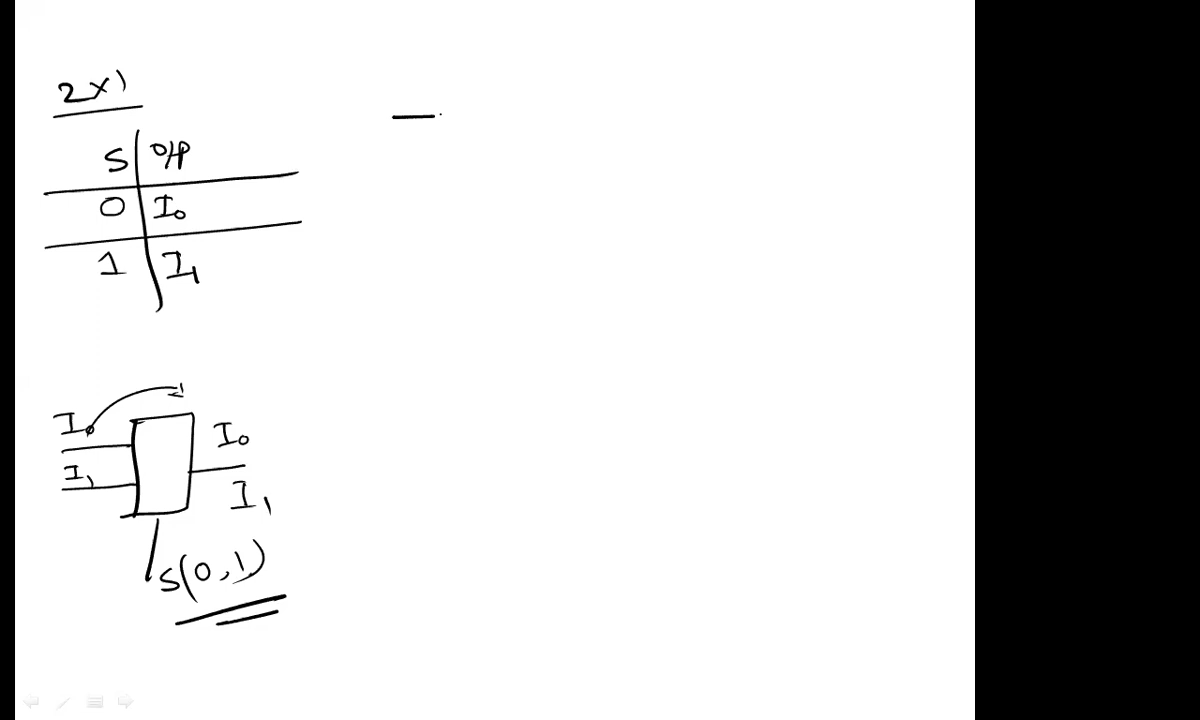 2x1
S O/P
0 I₀
1 I₁
I₀ I₀
I₁
I₁
S(0,1)